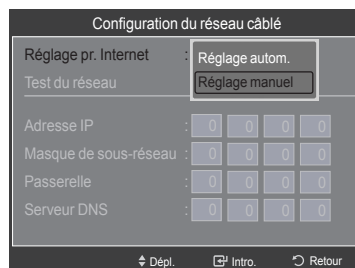 Configuration du réseau câblé
Réglage pr. Internet : Réglage autom.
Réglage manuel
Test du réseau
Adresse IP : 0 0 0 0
Masque de sous-réseau : 0 0 0 0
Passerelle : 0 0 0 0
Serveur DNS : 0 0 0 0
Dépl. Intro. Retour